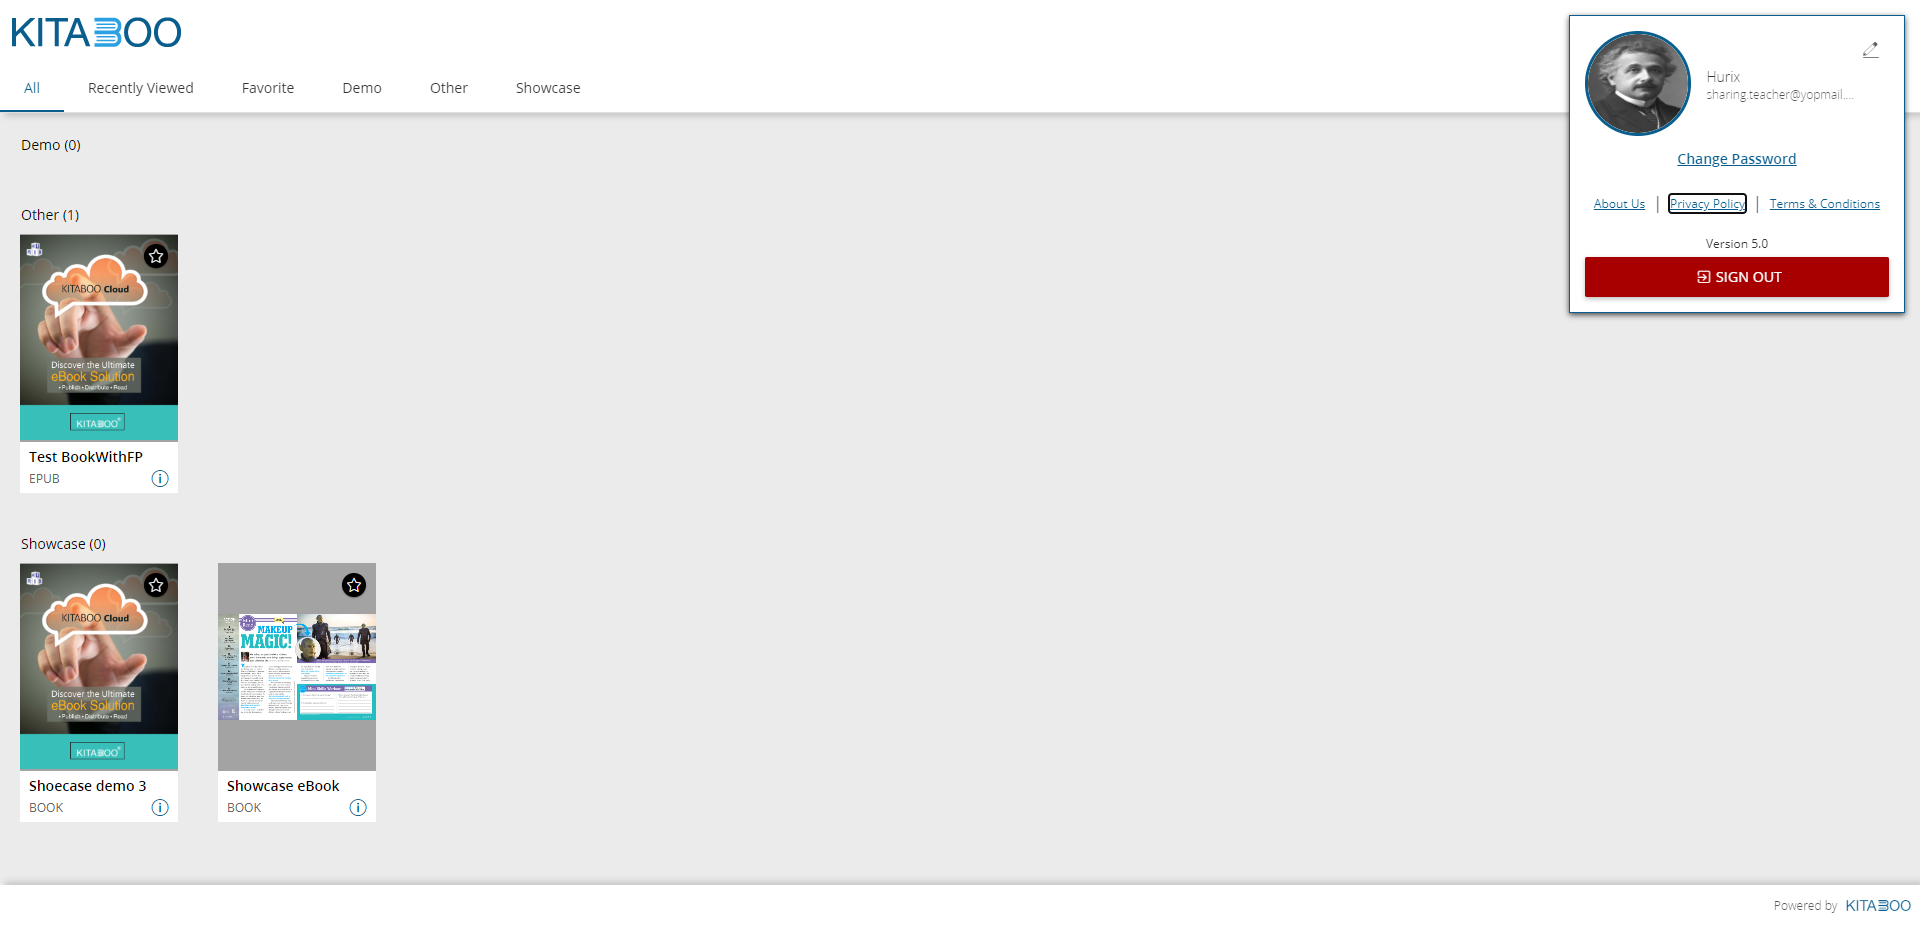 KITABOO
All Recently Viewed Favorite Demo Other Showcase
Hurix
sharing.teacher@yopmail....
Change Password
About Us | Privacy Policy | Terms & Conditions
Version 5.0
SIGN OUT
Demo (0)
Other (1)
KITABOO Cloud
Discover the Ultimate
eBook Solution
• Publish • Distribute • Read
KITABOO
Test BookWithFP
EPUB
Showcase (0)
KITABOO Cloud
Discover the Ultimate
eBook Solution
• Publish • Distribute • Read
KITABOO
Shoecase demo 3
BOOK
MAKEUP
MAGIC!
Showcase eBook
BOOK
Powered by KITABOO